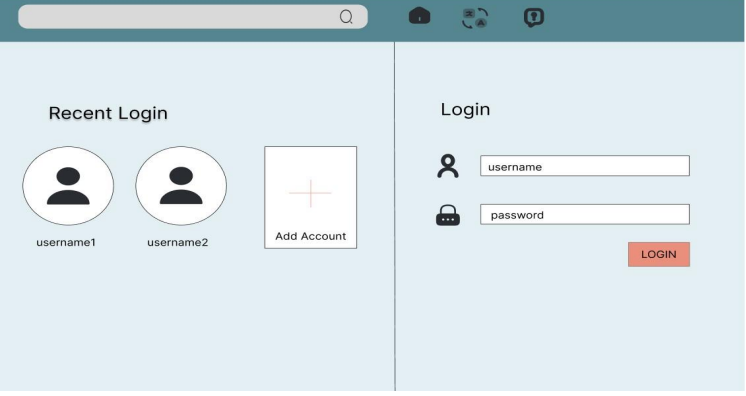 Recent Login
username1
username2
Add Account
Login
username
password
LOGIN